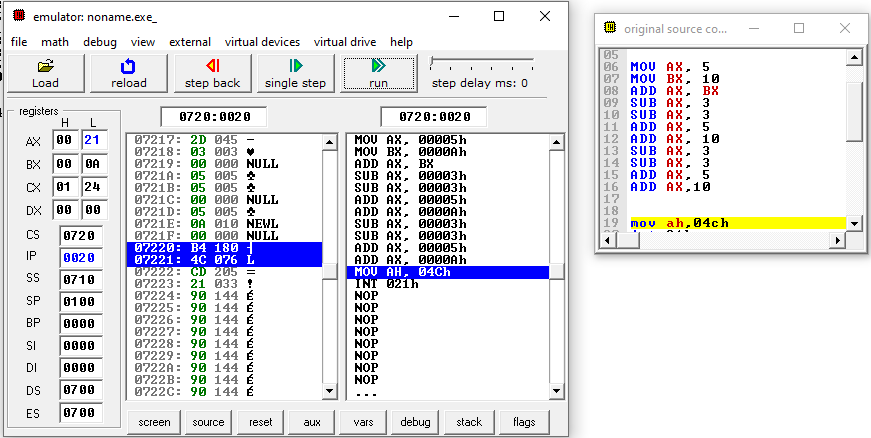 emulator: noname.exe_
file math debug view external virtual devices virtual drive help
Load reload step back single step run step delay ms: 0
registers
H L
AX 00 21
BX 00 0A
CX 01 24
DX 00 00
CS 0720
IP 0020
SS 0710
SP 0100
BP 0000
SI 0000
DI 0000
DS 0700
ES 0700
0720:0020
07217: 2D 045 -
07218: 03 003 ♥
07219: 00 000 NULL
0721A: 05 005 ♣
0721B: 05 005 ♣
0721C: 00 000 NULL
0721D: 05 005 ♣
0721E: 0A 010 NEWL
0721F: 00 000 NULL
07220: B4 180 ┤
07221: 4C 076 L
07222: CD 205 =
07223: 21 033 !
07224: 90 144 É
07225: 90 144 É
07226: 90 144 É
07227: 90 144 É
07228: 90 144 É
07229: 90 144 É
0722A: 90 144 É
0722B: 90 144 É
0722C: 90 144 É
0720:0020
MOV AX, 00005h
MOV BX, 0000Ah
ADD AX, BX
SUB AX, 00003h
SUB AX, 00003h
ADD AX, 00005h
ADD AX, 0000Ah
SUB AX, 00003h
SUB AX, 00003h
ADD AX, 00005h
ADD AX, 0000Ah
MOV AH, 04Ch
INT 021h
NOP
NOP
NOP
NOP
NOP
NOP
NOP
NOP
...
screen source reset aux vars debug stack flags
original source co...
05
06 MOV AX, 5
07 MOV BX, 10
08 ADD AX, BX
09 SUB AX, 3
10 SUB AX, 3
11 ADD AX, 5
12 ADD AX, 10
13 SUB AX, 3
14 SUB AX, 3
15 ADD AX, 5
16 ADD AX,10
17
18
19 mov ah,04ch